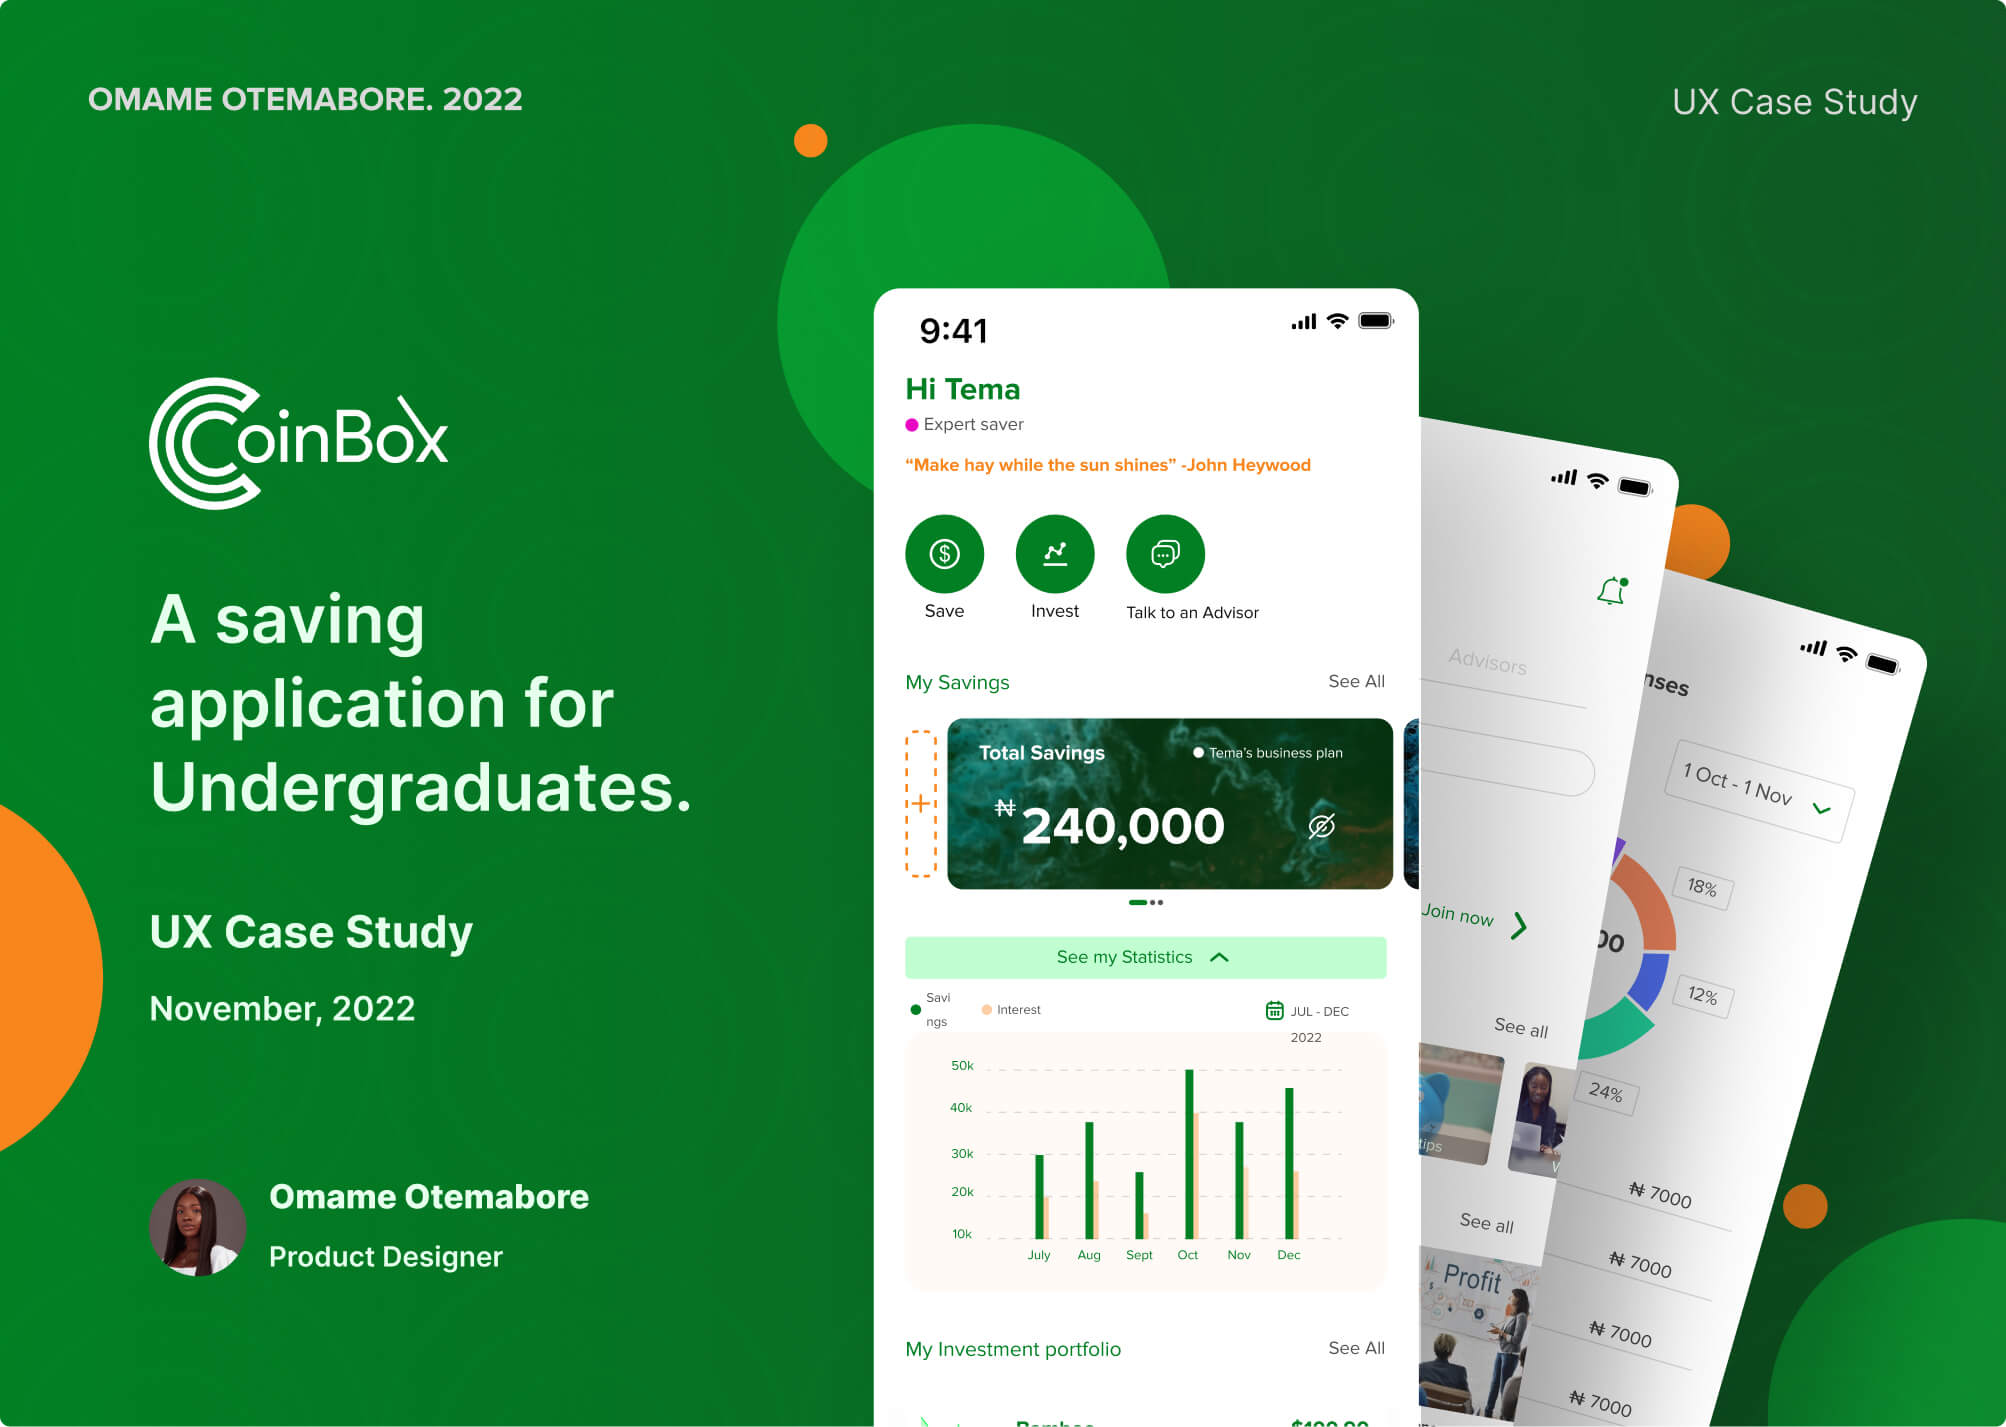 OMAME OTEMABORE. 2022
UX Case Study
CoinBox
A saving
application for
Undergraduates.
UX Case Study
November, 2022
Omame Otemabore
Product Designer
9:41
Hi Tema
Expert saver
“Make hay while the sun shines” -John Heywood
Save
Invest
Talk to an Advisor
My Savings
See All
Total Savings
Tema’s business plan
₦ 240,000
See my Statistics
Savi
ngs
Interest
JUL - DEC
2022
50k
40k
30k
20k
10k
July Aug Sept Oct Nov Dec
My Investment portfolio
See All
Advisors
Join now
See all
tips
See all
Profit
nses
1 Oct - 1 Nov
18%
12%
24%
₦ 7000
₦ 7000
₦ 7000
₦ 7000